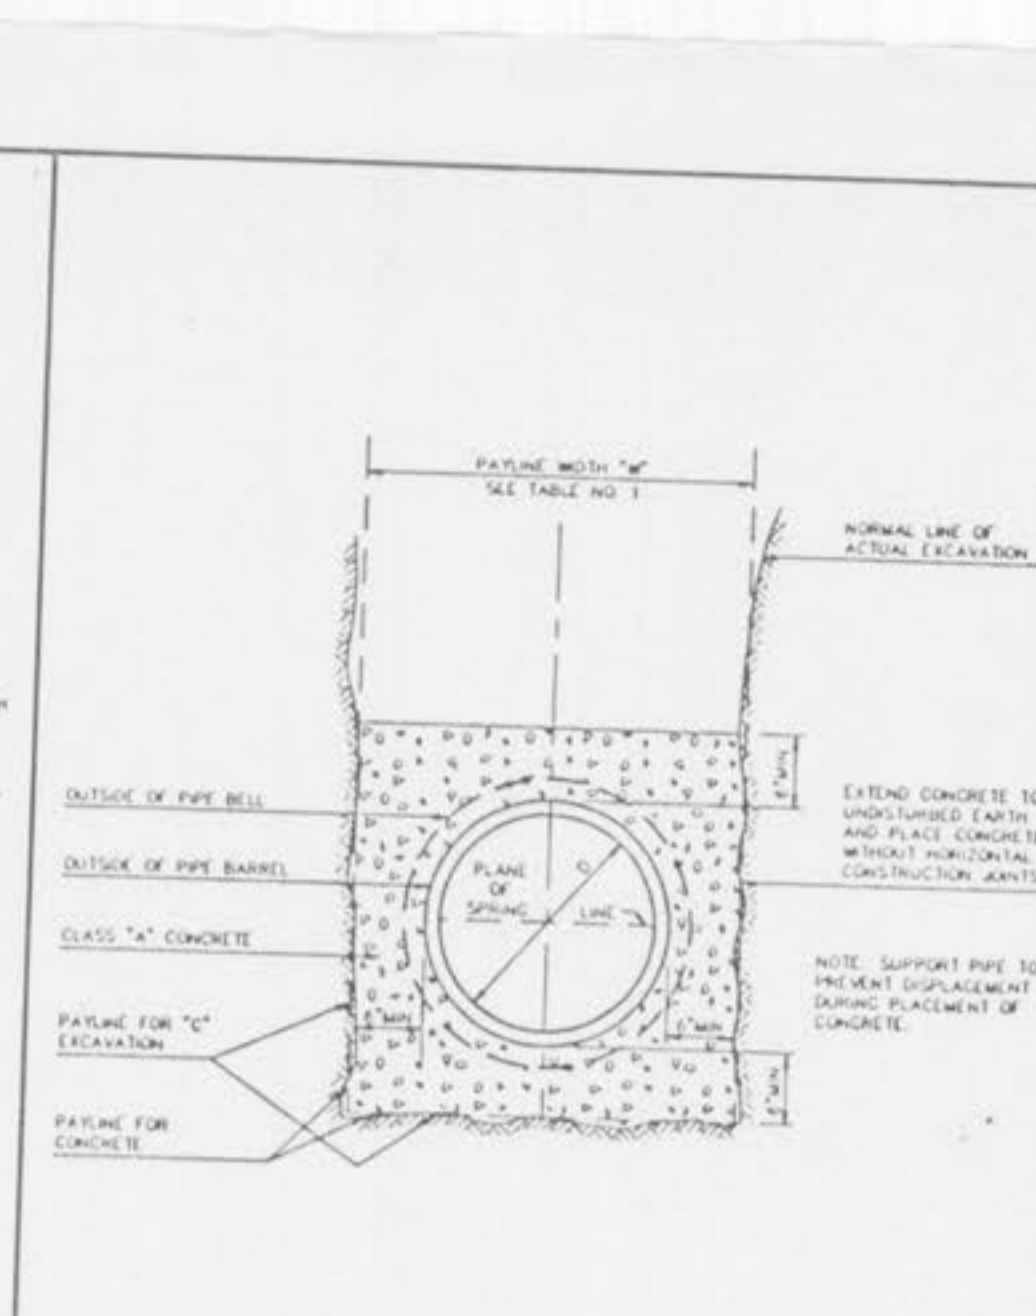 PAYLINE WIDTH "W"
SEE TABLE NO. 1
NORMAL LINE OF
ACTUAL EXCAVATION
OUTSIDE OF PIPE BELL
OUTSIDE OF PIPE BARREL
CLASS "A" CONCRETE
PAYLINE FOR "C"
EXCAVATION
PAYLINE FOR
CONCRETE
PLANE
OF
SPRING
LINE
D
6" MIN
6" MIN
6" MIN
6" MIN
EXTEND CONCRETE TO
UNDISTURBED EARTH
AND PLACE CONCRETE
WITHOUT HORIZONTAL
CONSTRUCTION JOINTS
NOTE: SUPPORT PIPE TO
PREVENT DISPLACEMENT
DURING PLACEMENT OF
CONCRETE.